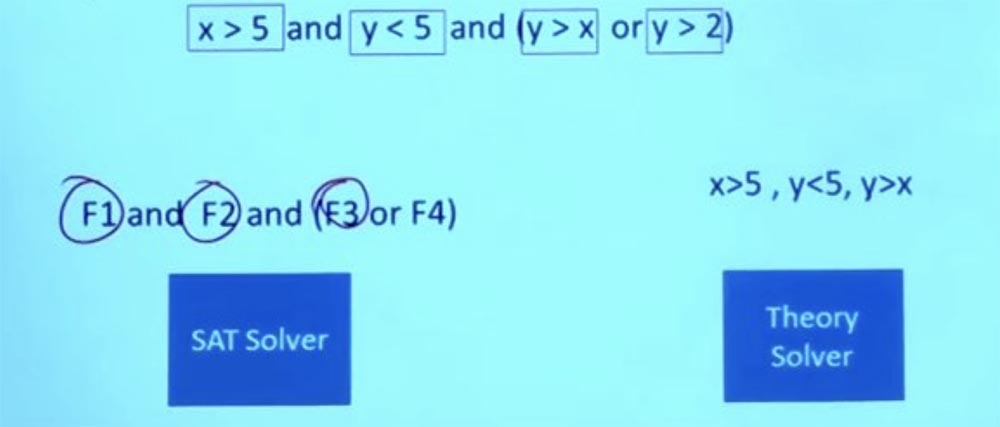 x > 5 and y < 5 and (y > x or y > 2)
F1 and F2 and (F3 or F4)
x>5 , y<5, y>x
SAT Solver
Theory
Solver